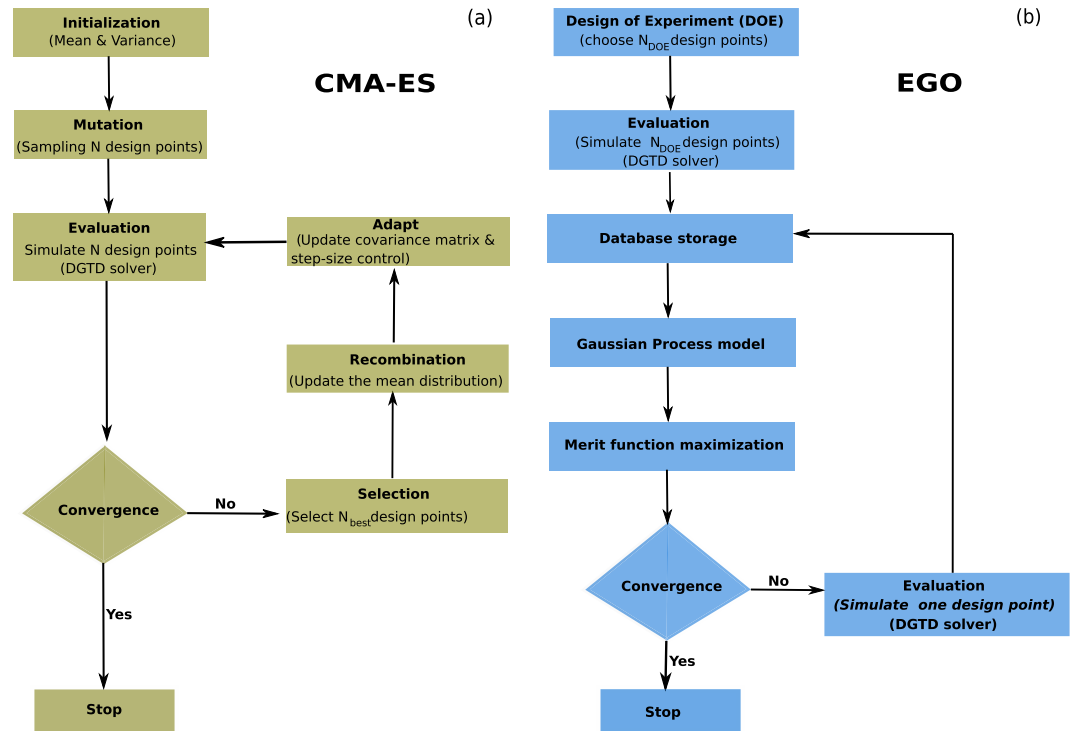 (a)
CMA-ES
Initialization
(Mean & Variance)
Mutation
(Sampling N design points)
Evaluation
Simulate N design points
(DGTD solver)
Adapt
(Update covariance matrix &
step-size control)
Recombination
(Update the mean distribution)
Selection
(Select Nbest design points)
Convergence
No
Yes
Stop
(b)
EGO
Design of Experiment (DOE)
(choose NDOE design points)
Evaluation
(Simulate NDOE design points)
(DGTD solver)
Database storage
Gaussian Process model
Merit function maximization
Convergence
No
Evaluation
(Simulate one design point)
(DGTD solver)
Yes
Stop